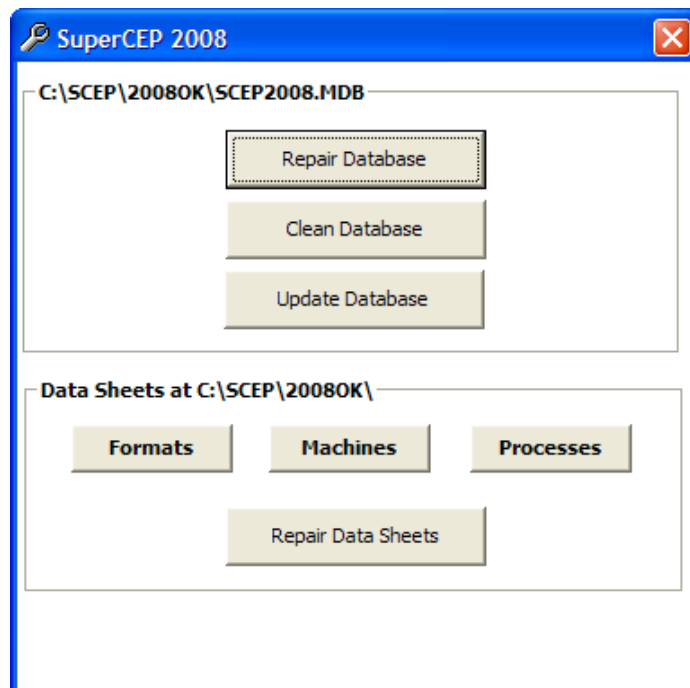 SuperCEP 2008
C:\SCEP\2008OK\SCEP2008.MDB
Repair Database
Clean Database
Update Database
Data Sheets at C:\SCEP\2008OK\
Formats
Machines
Processes
Repair Data Sheets